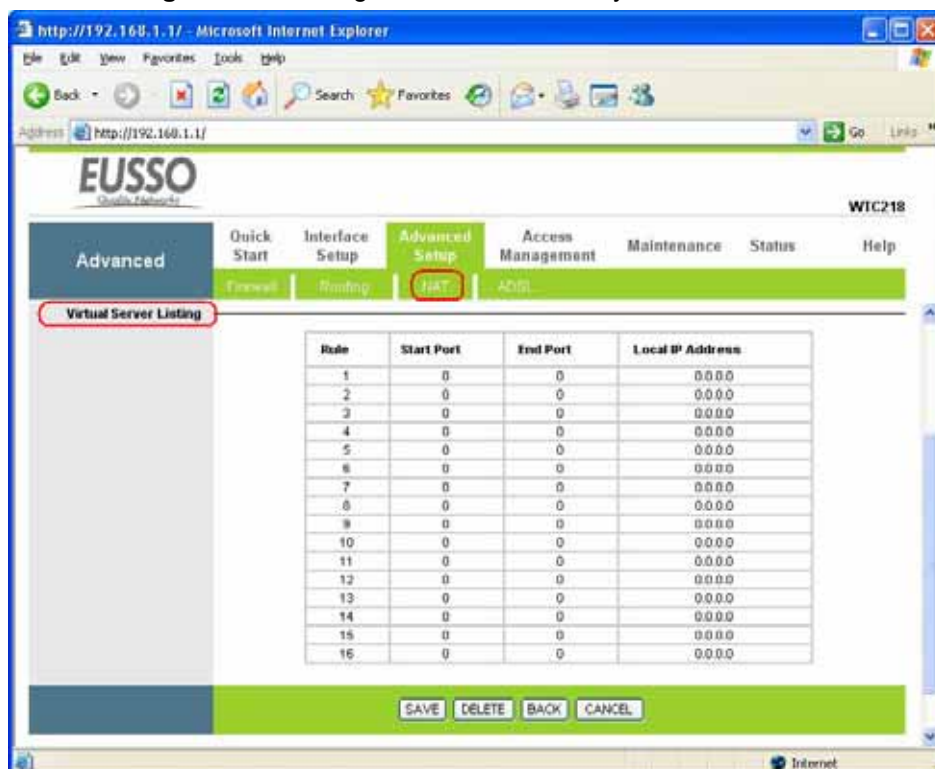 http://192.168.1.1/ - Microsoft Internet Explorer
File Edit View Favorites Tools Help
Back Search Favorites
Address http://192.168.1.1/ Go Links
EUSSO
Quality Networks
WTC218
Advanced
Quick Start Interface Setup Advanced Setup Access Management Maintenance Status Help
Firewall Routing NAT ADSL
Virtual Server Listing
Rule Start Port End Port Local IP Address
1 0 0 0.0.0.0
2 0 0 0.0.0.0
3 0 0 0.0.0.0
4 0 0 0.0.0.0
5 0 0 0.0.0.0
6 0 0 0.0.0.0
7 0 0 0.0.0.0
8 0 0 0.0.0.0
9 0 0 0.0.0.0
10 0 0 0.0.0.0
11 0 0 0.0.0.0
12 0 0 0.0.0.0
13 0 0 0.0.0.0
14 0 0 0.0.0.0
15 0 0 0.0.0.0
16 0 0 0.0.0.0
SAVE DELETE BACK CANCEL
Internet